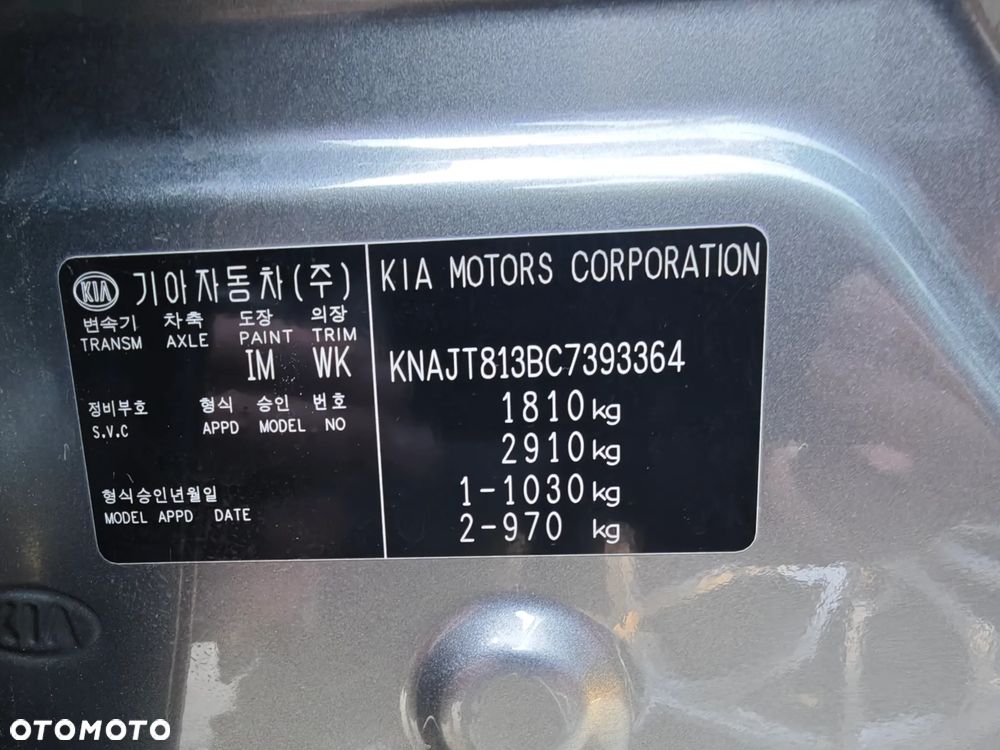 KIA 기아자동차(주)
변속기 차축 도장 의장
TRANSM AXLE PAINT TRIM
IM WK
정비부호 형식 승인 번호
S.V.C APPD MODEL NO
형식승인년월일
MODEL APPD DATE
KIA MOTORS CORPORATION
KNAJT813BC7393364
1810kg
2910kg
1-1030kg
2-970 kg
KIA
OTOMOTO